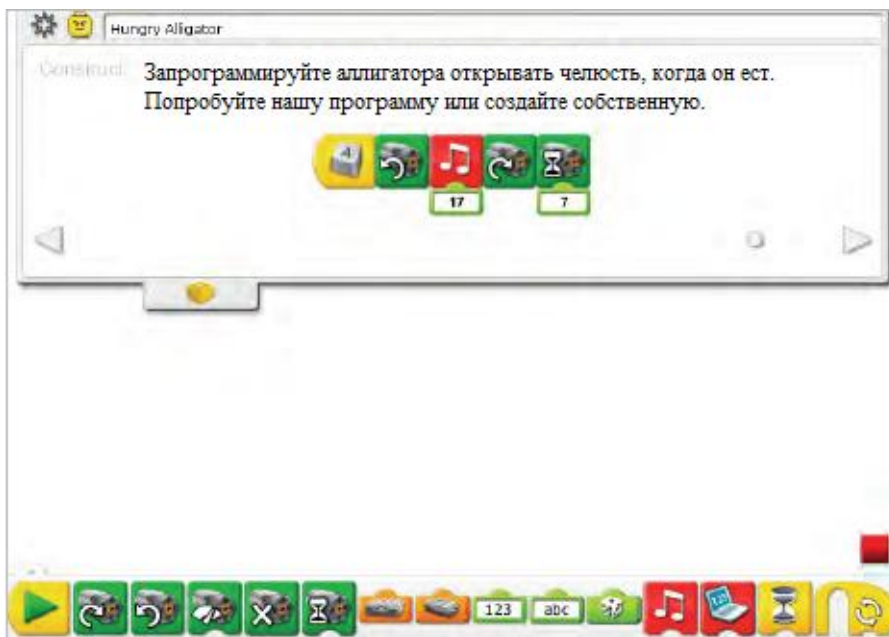 Hungry Alligator
Construct
Запрограммируйте аллигатора открывать челюсть, когда он ест.
Попробуйте нашу программу или создайте собственную.
4
17
7
123
abc